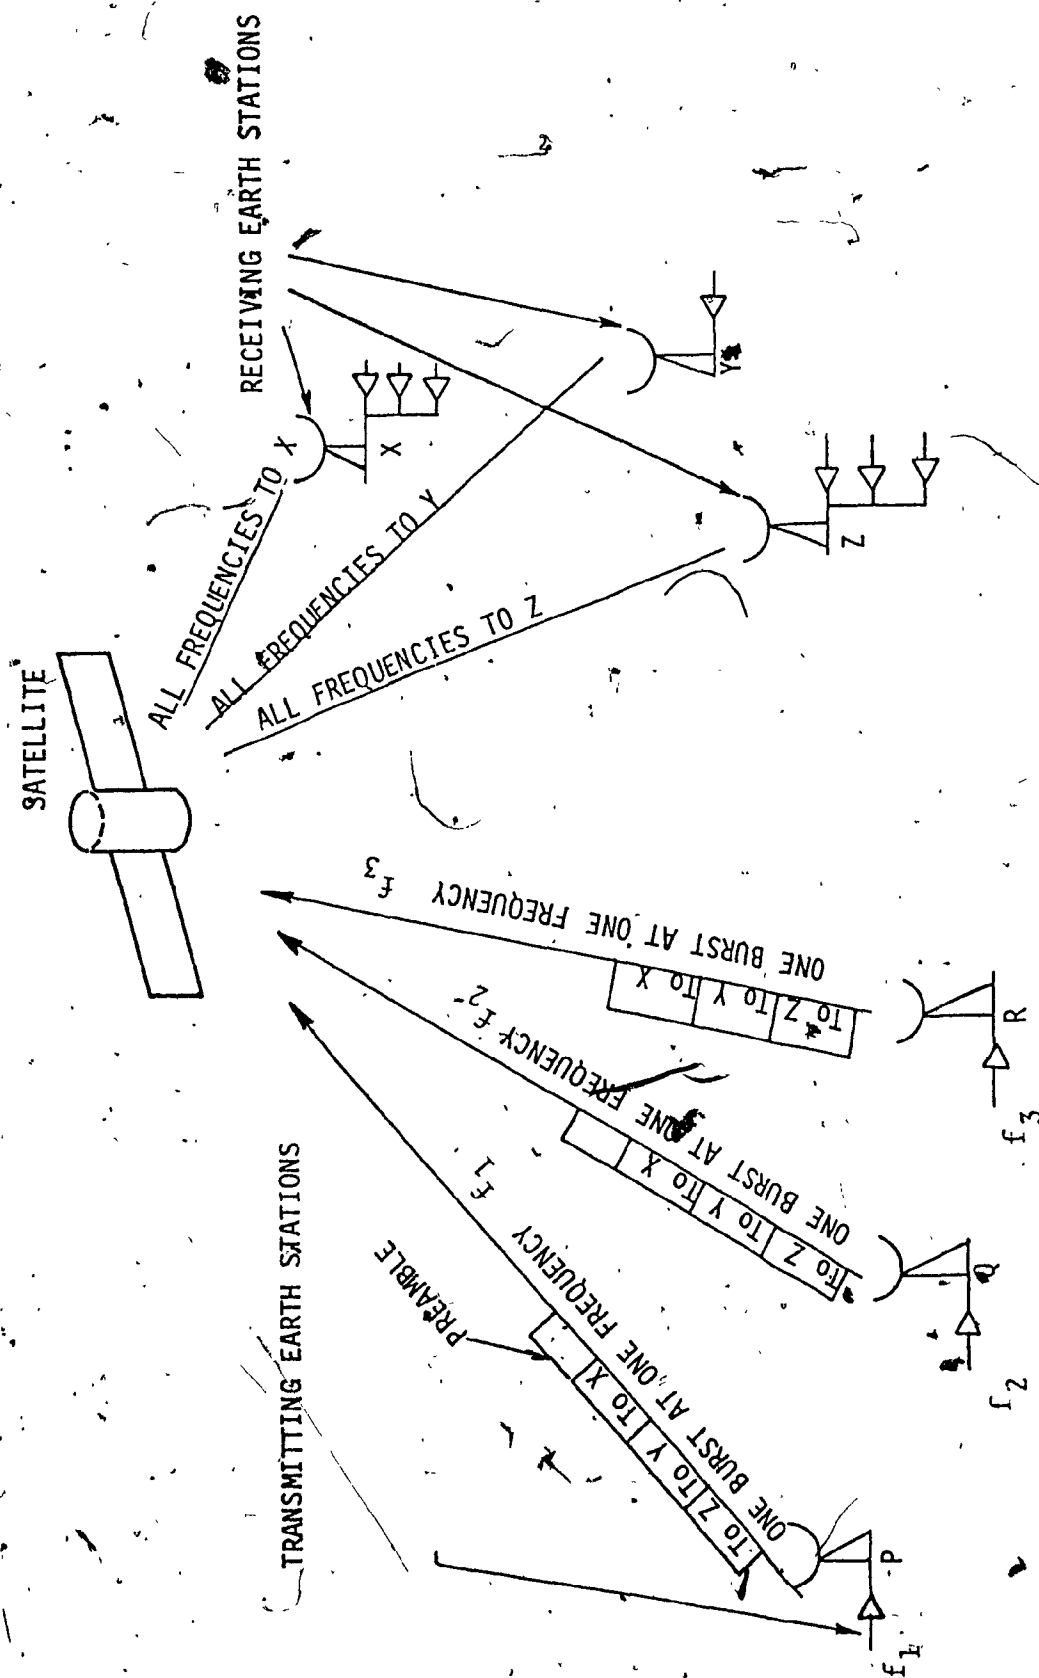 SATELLITE
RECEIVING EARTH STATIONS
ALL FREQUENCIES TO X
ALL FREQUENCIES TO Y
ALL FREQUENCIES TO Z
X
Y
Z
TRANSMITTING EARTH STATIONS
PREAMBLE
To Z To Y To X
ONE BURST AT ONE FREQUENCY f1
To Z To Y To X
ONE BURST AT ONE FREQUENCY f2
To Z To Y To X
ONE BURST AT ONE FREQUENCY f3
f1
P
f2
Q
f3
R